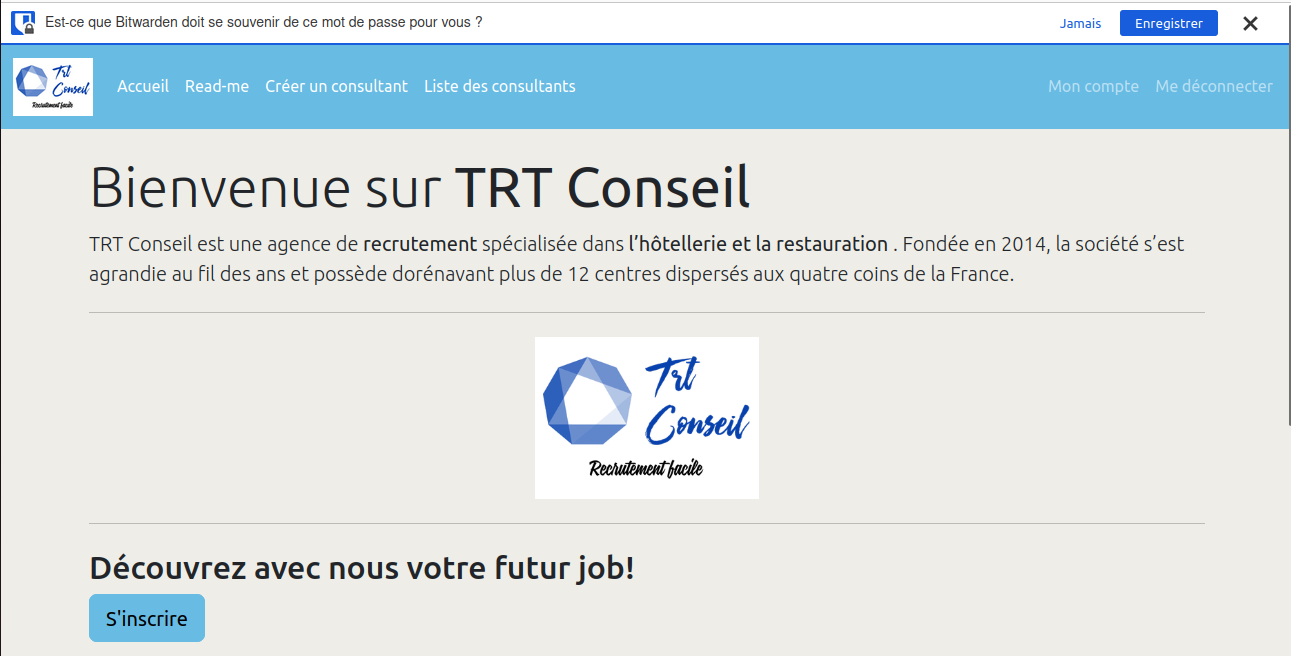 Est-ce que Bitwarden doit se souvenir de ce mot de passe pour vous ?
Jamais
Enregistrer
Trt
Conseil
Recrutement facile
Accueil
Read-me
Créer un consultant
Liste des consultants
Mon compte
Me déconnecter
Bienvenue sur TRT Conseil
TRT Conseil est une agence de recrutement spécialisée dans l’hôtellerie et la restauration . Fondée en 2014, la société s’est
agrandie au fil des ans et possède dorénavant plus de 12 centres dispersés aux quatre coins de la France.
Trt
Conseil
Recrutement facile
Découvrez avec nous votre futur job!
S'inscrire